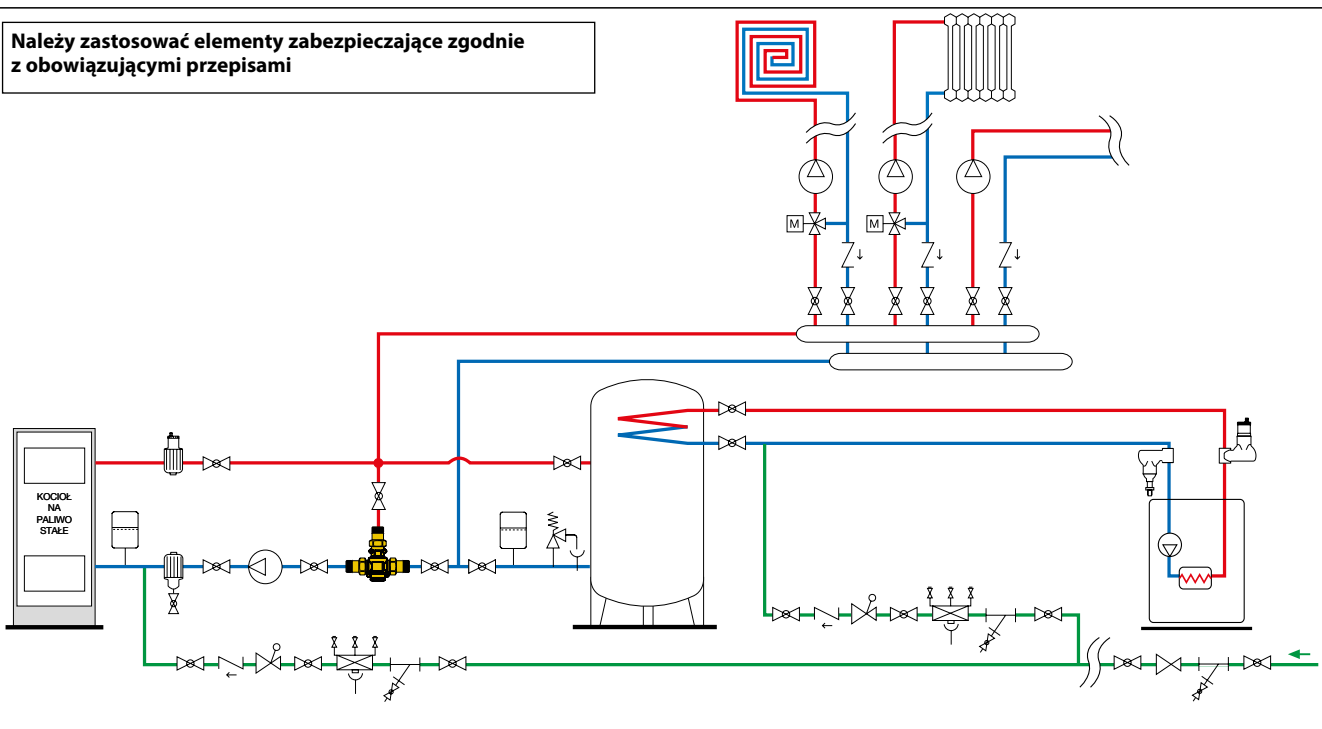 Należy zastosować elementy zabezpieczające zgodnie
z obowiązującymi przepisami
M
M
KOCIOŁ
NA
PALIWO
STAŁE